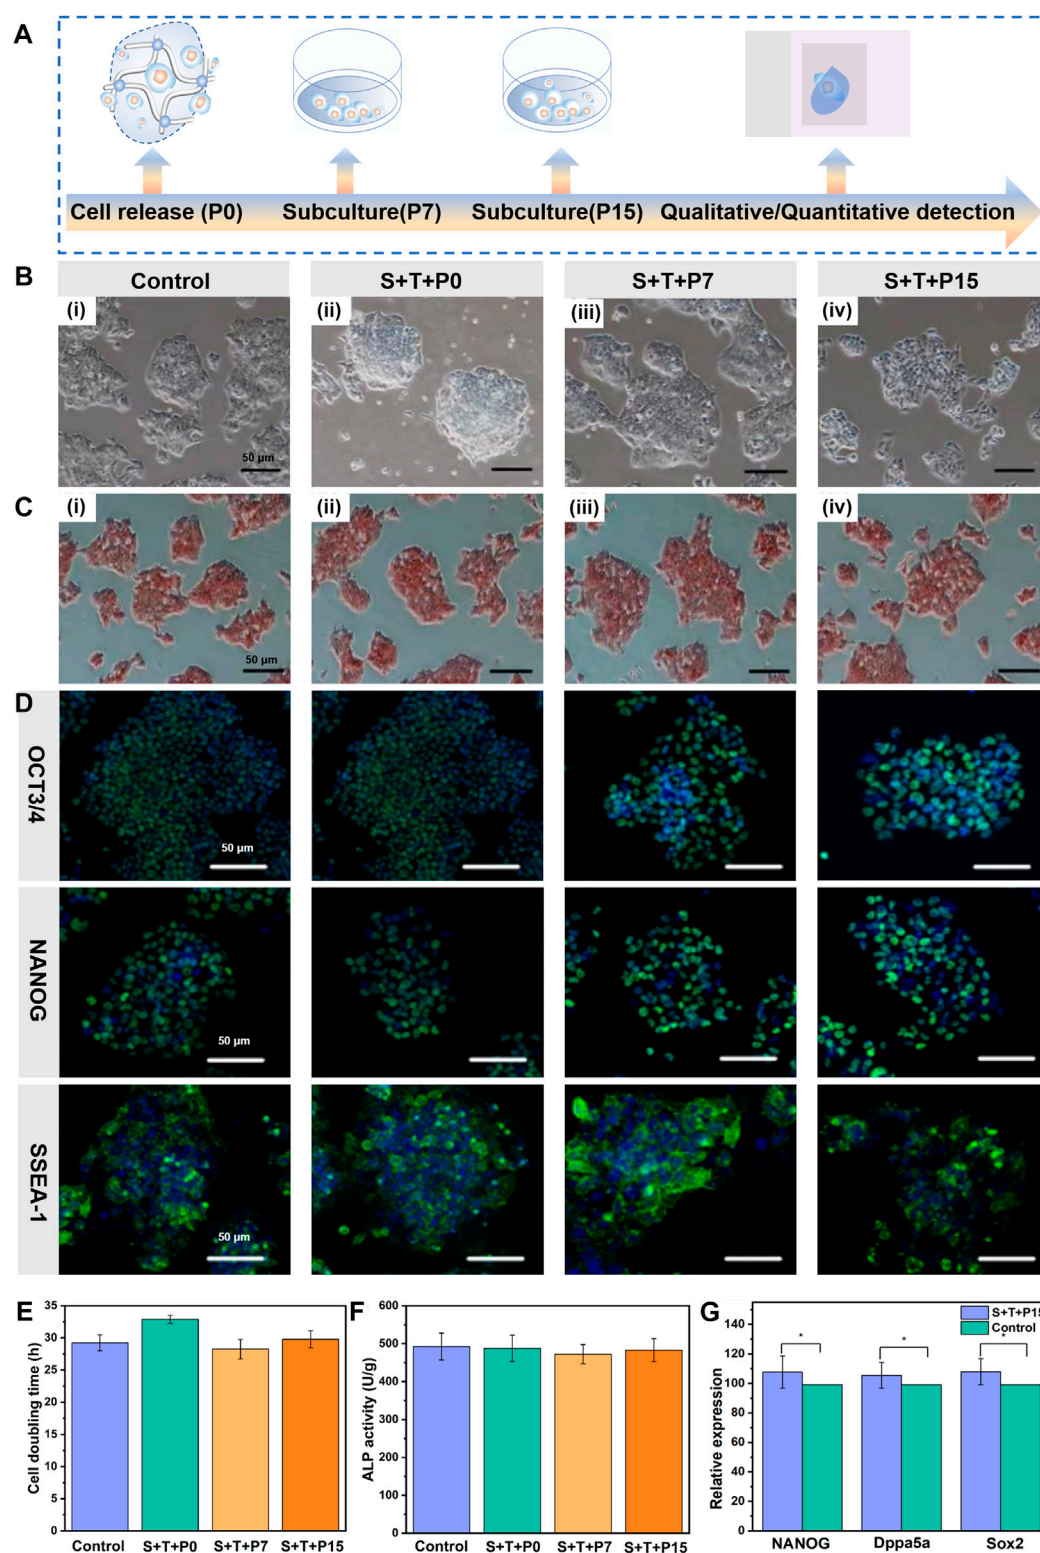 A
Cell release (P0)
Subculture(P7)
Subculture(P15)
Qualitative/Quantitative detection
B
Control
S+T+P0
S+T+P7
S+T+P15
(i)
(ii)
(iii)
(iv)
50 µm
C
(i)
(ii)
(iii)
(iv)
50 µm
D
OCT3/4
50 µm
NANOG
50 µm
SSEA-1
50 µm
E
Cell doubling time (h)
35
30
25
20
15
10
5
0
Control
S+T+P0
S+T+P7
S+T+P15
F
ALP activity (U/g)
600
500
400
300
200
100
0
Control
S+T+P0
S+T+P7
S+T+P15
G
Relative expression
140
120
100
80
60
40
20
0
S+T+P15
Control
*
*
*
NANOG
Dppa5a
Sox2